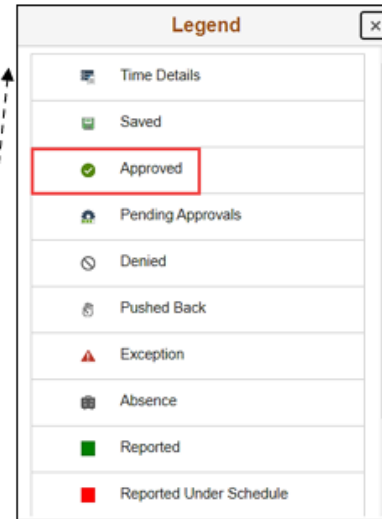 Legend
Time Details
Saved
Approved
Pending Approvals
Denied
Pushed Back
Exception
Absence
Reported
Reported Under Schedule